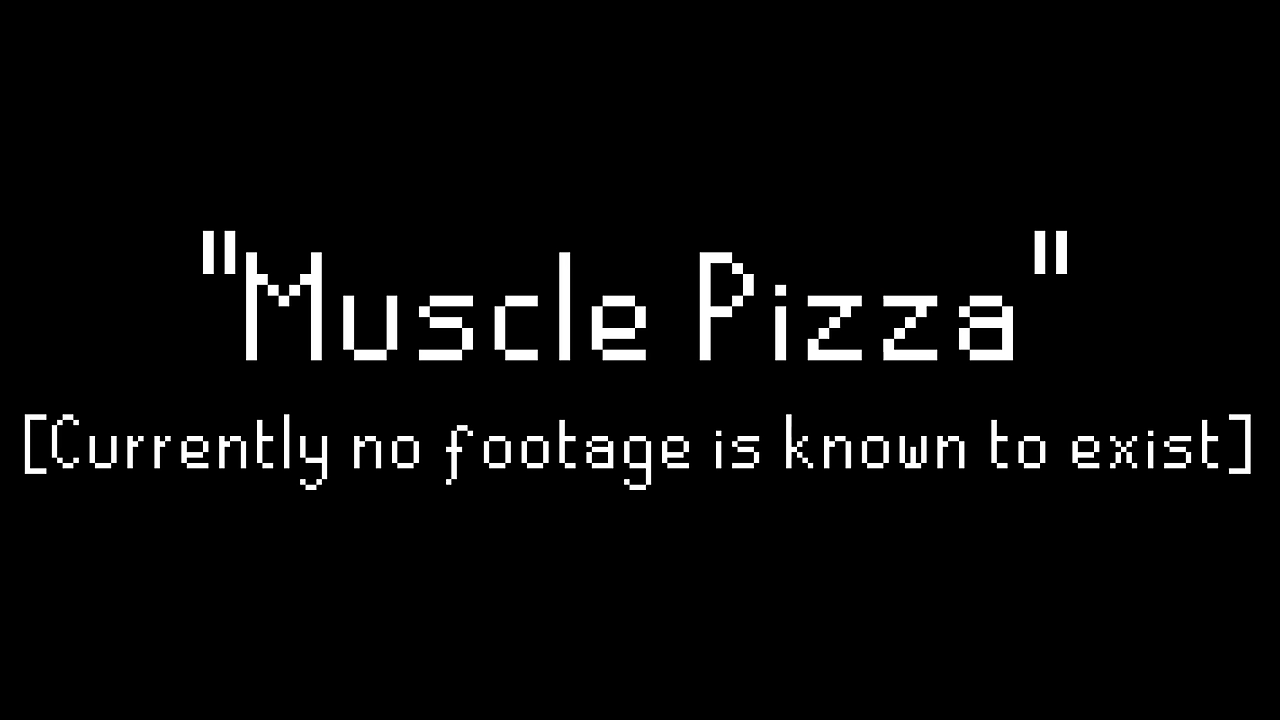 "Muscle Pizza"
[Currently no footage is known to exist]